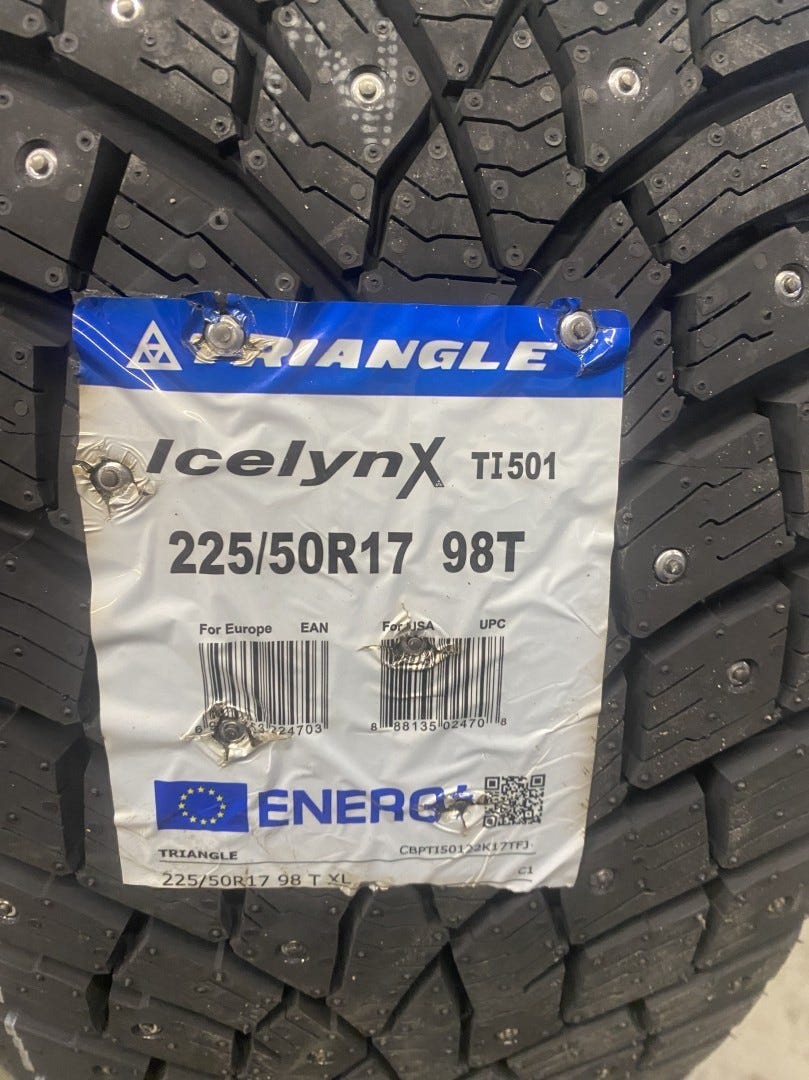 TRIANGLE
IcelynX TI501
225/50R17 98T
For Europe EAN For USA UPC
8 88135 02470 8
ENERG
TRIANGLE
225/50R17 98 T XL C1